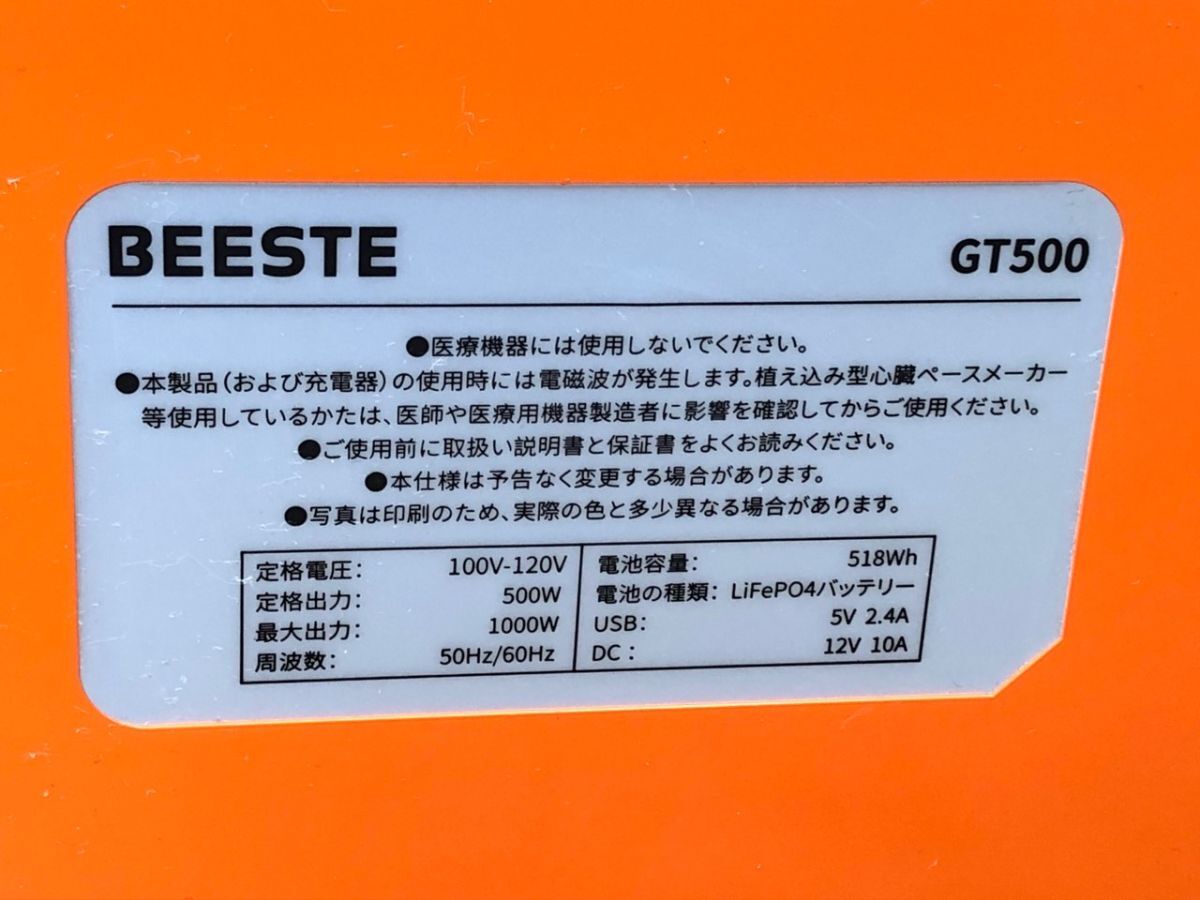 BEESTE GT500
●医療機器には使用しないでください。
●本製品（および充電器）の使用時には電磁波が発生します。植え込み型心臓ペースメーカー
等使用しているかたは、医師や医療用機器製造者に影響を確認してからご使用ください。
●ご使用前に取扱い説明書と保証書をよくお読みください。
●本仕様は予告なく変更する場合があります。
●写真は印刷のため、実際の色と多少異なる場合があります。
定格電圧： 100V-120V 電池容量： 518Wh
定格出力： 500W 電池の種類： LiFePO4バッテリー
最大出力： 1000W USB： 5V 2.4A
周波数： 50Hz/60Hz DC： 12V 10A